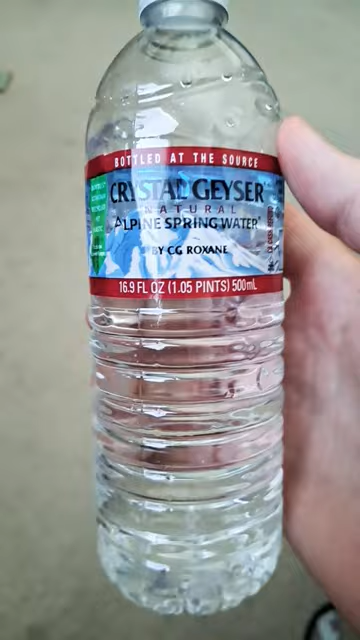 BOTTLED AT THE SOURCE
CRYSTAL GEYSER
NATURAL
ALPINE SPRING WATER
BY CG ROXANE
16.9 FL OZ (1.05 PINTS) 500mL